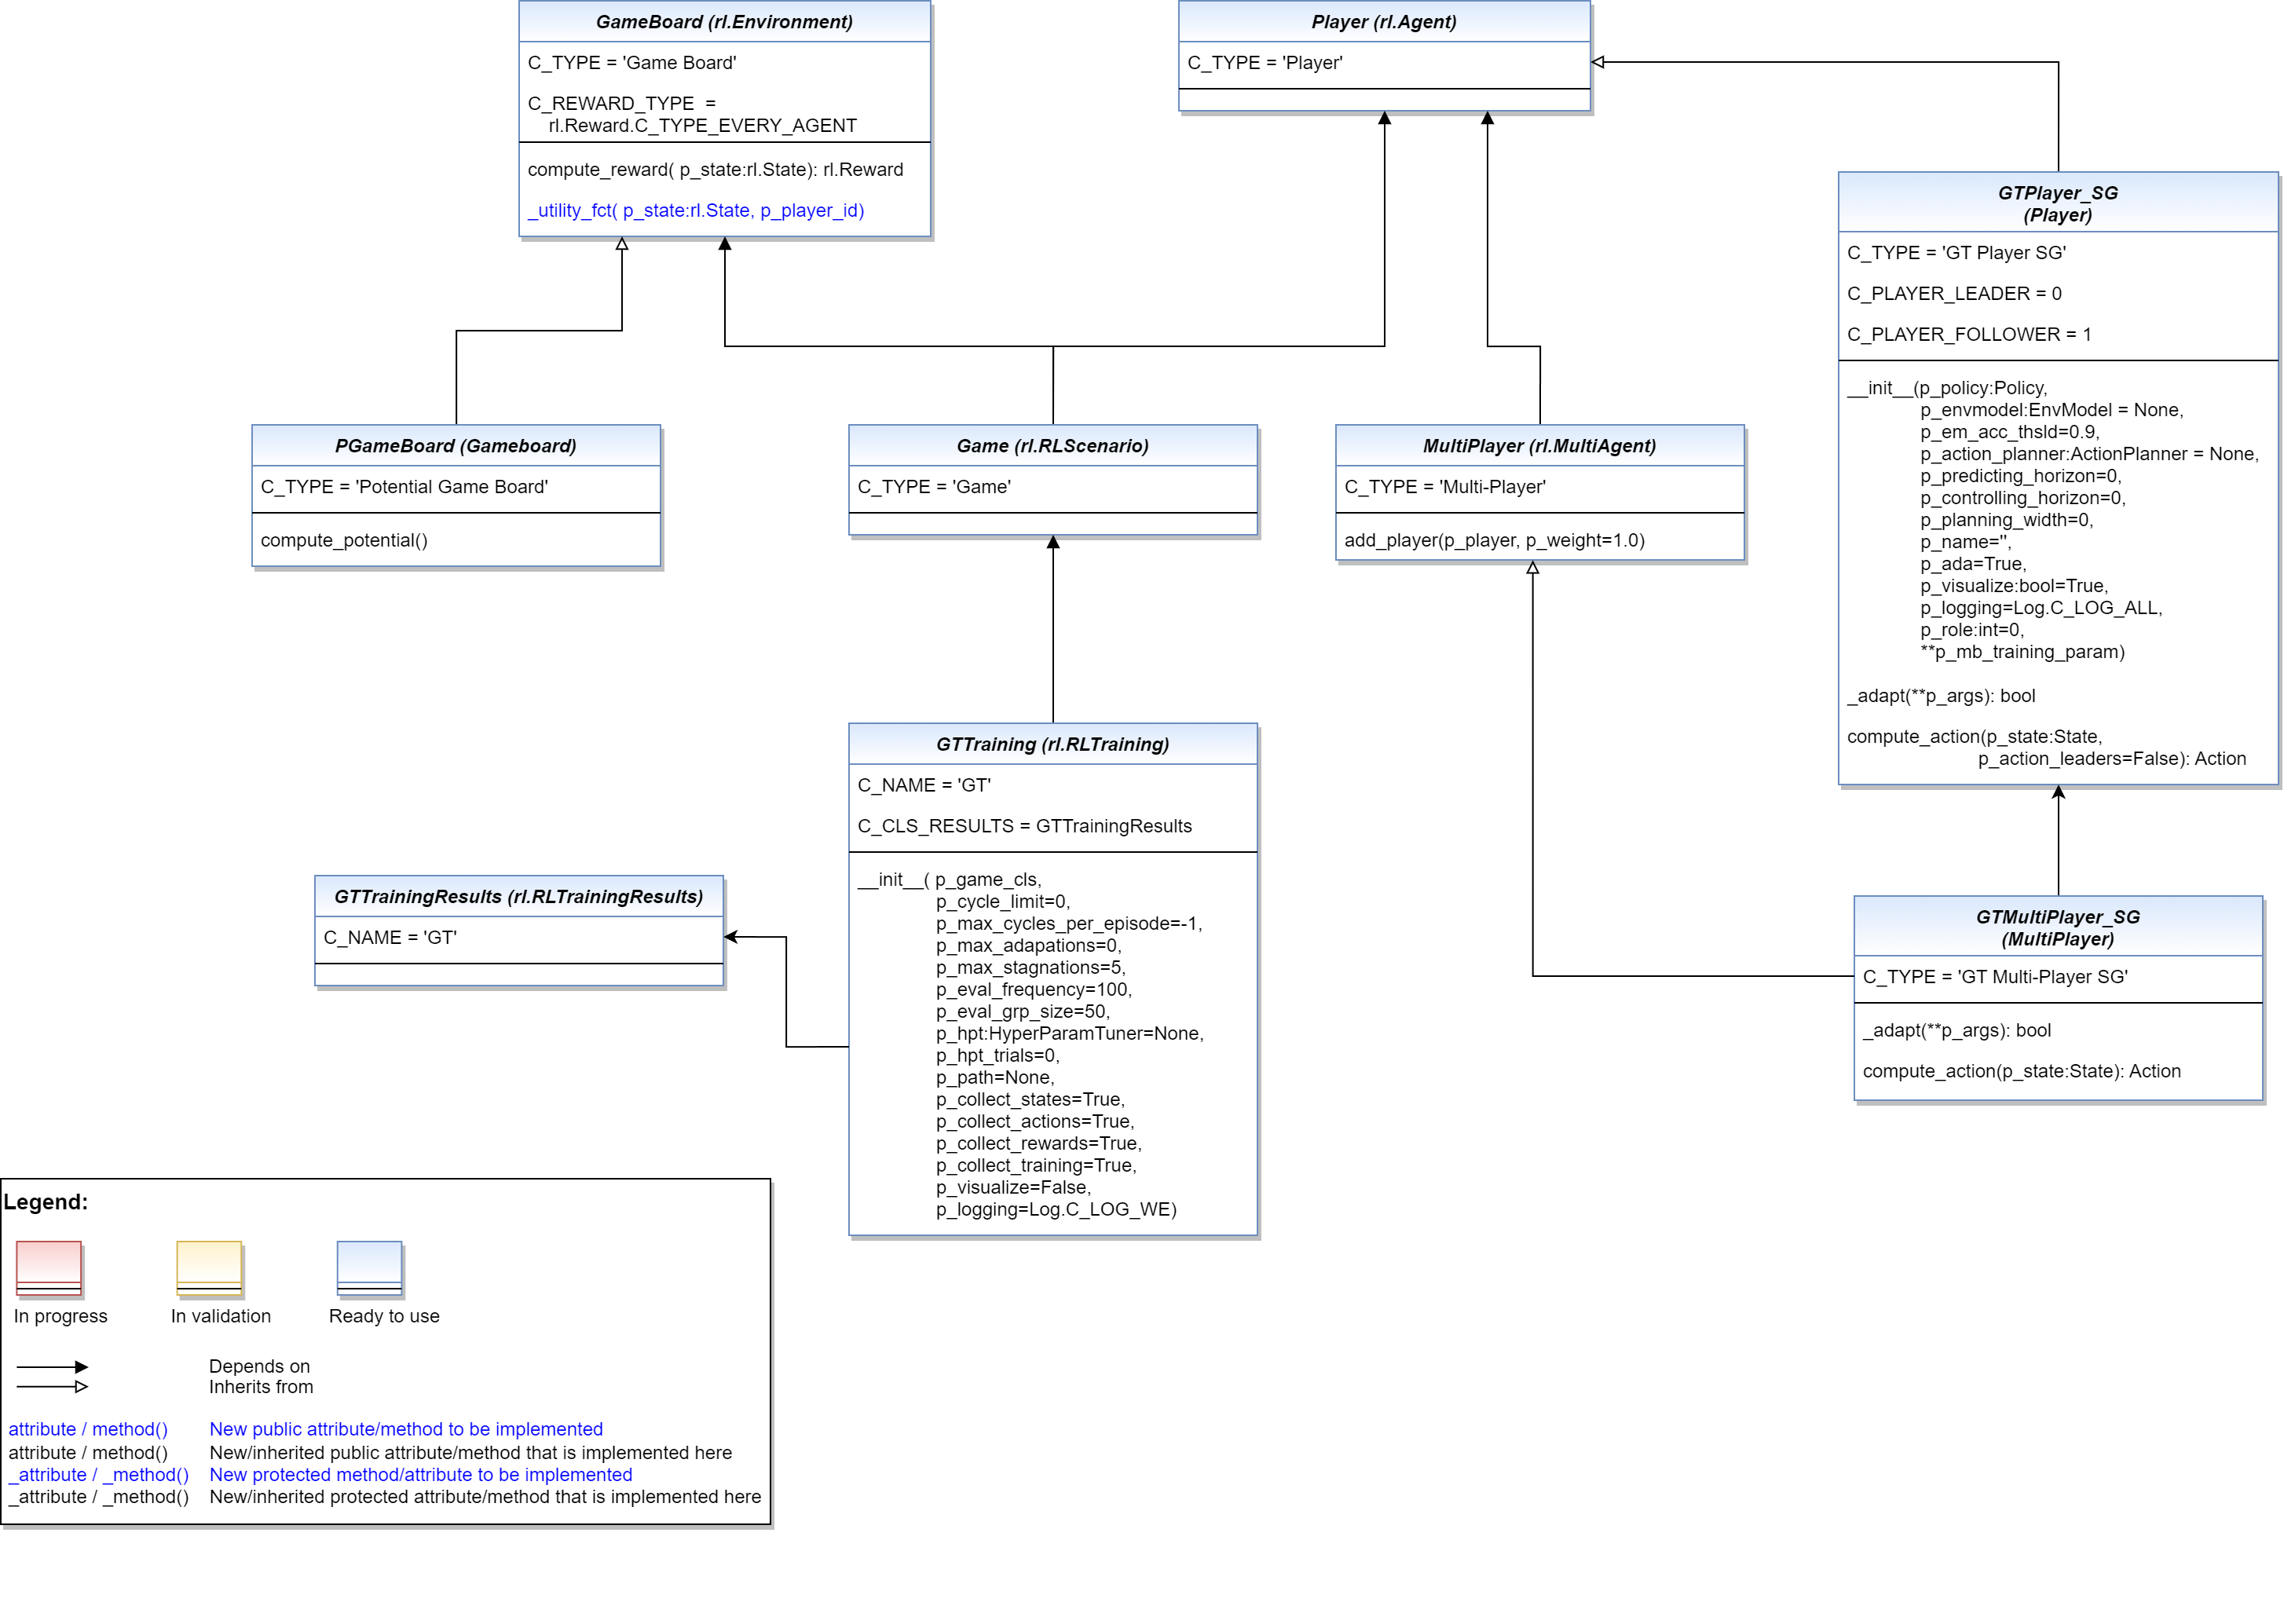 GameBoard (rl.Environment)
C_TYPE = 'Game Board'
C_REWARD_TYPE  =
rl.Reward.C_TYPE_EVERY_AGENT
compute_reward( p_state:rl.State): rl.Reward
_utility_fct( p_state:rl.State, p_player_id)
Player (rl.Agent)
C_TYPE = 'Player'
GTPlayer_SG
(Player)
C_TYPE = 'GT Player SG'
C_PLAYER_LEADER = 0
C_PLAYER_FOLLOWER = 1
__init__(p_policy:Policy,
p_envmodel:EnvModel = None,
p_em_acc_thsld=0.9,
p_action_planner:ActionPlanner = None,
p_predicting_horizon=0,
p_controlling_horizon=0,
p_planning_width=0,
p_name='',
p_ada=True,
p_visualize:bool=True,
p_logging=Log.C_LOG_ALL,
p_role:int=0,
**p_mb_training_param)
_adapt(**p_args): bool
compute_action(p_state:State,
p_action_leaders=False): Action
PGameBoard (Gameboard)
C_TYPE = 'Potential Game Board'
compute_potential()
Game (rl.RLScenario)
C_TYPE = 'Game'
MultiPlayer (rl.MultiAgent)
C_TYPE = 'Multi-Player'
add_player(p_player, p_weight=1.0)
GTTraining (rl.RLTraining)
C_NAME = 'GT'
C_CLS_RESULTS = GTTrainingResults
__init__( p_game_cls,
p_cycle_limit=0,
p_max_cycles_per_episode=-1,
p_max_adapations=0,
p_max_stagnations=5,
p_eval_frequency=100,
p_eval_grp_size=50,
p_hpt:HyperParamTuner=None,
p_hpt_trials=0,
p_path=None,
p_collect_states=True,
p_collect_actions=True,
p_collect_rewards=True,
p_collect_training=True,
p_visualize=False,
p_logging=Log.C_LOG_WE)
GTTrainingResults (rl.RLTrainingResults)
C_NAME = 'GT'
GTMultiPlayer_SG
(MultiPlayer)
C_TYPE = 'GT Multi-Player SG'
_adapt(**p_args): bool
compute_action(p_state:State): Action
Legend:
In progress
In validation
Ready to use
Depends on
Inherits from
attribute / method() New public attribute/method to be implemented
attribute / method() New/inherited public attribute/method that is implemented here
_attribute / _method() New protected method/attribute to be implemented
_attribute / _method() New/inherited protected attribute/method that is implemented here